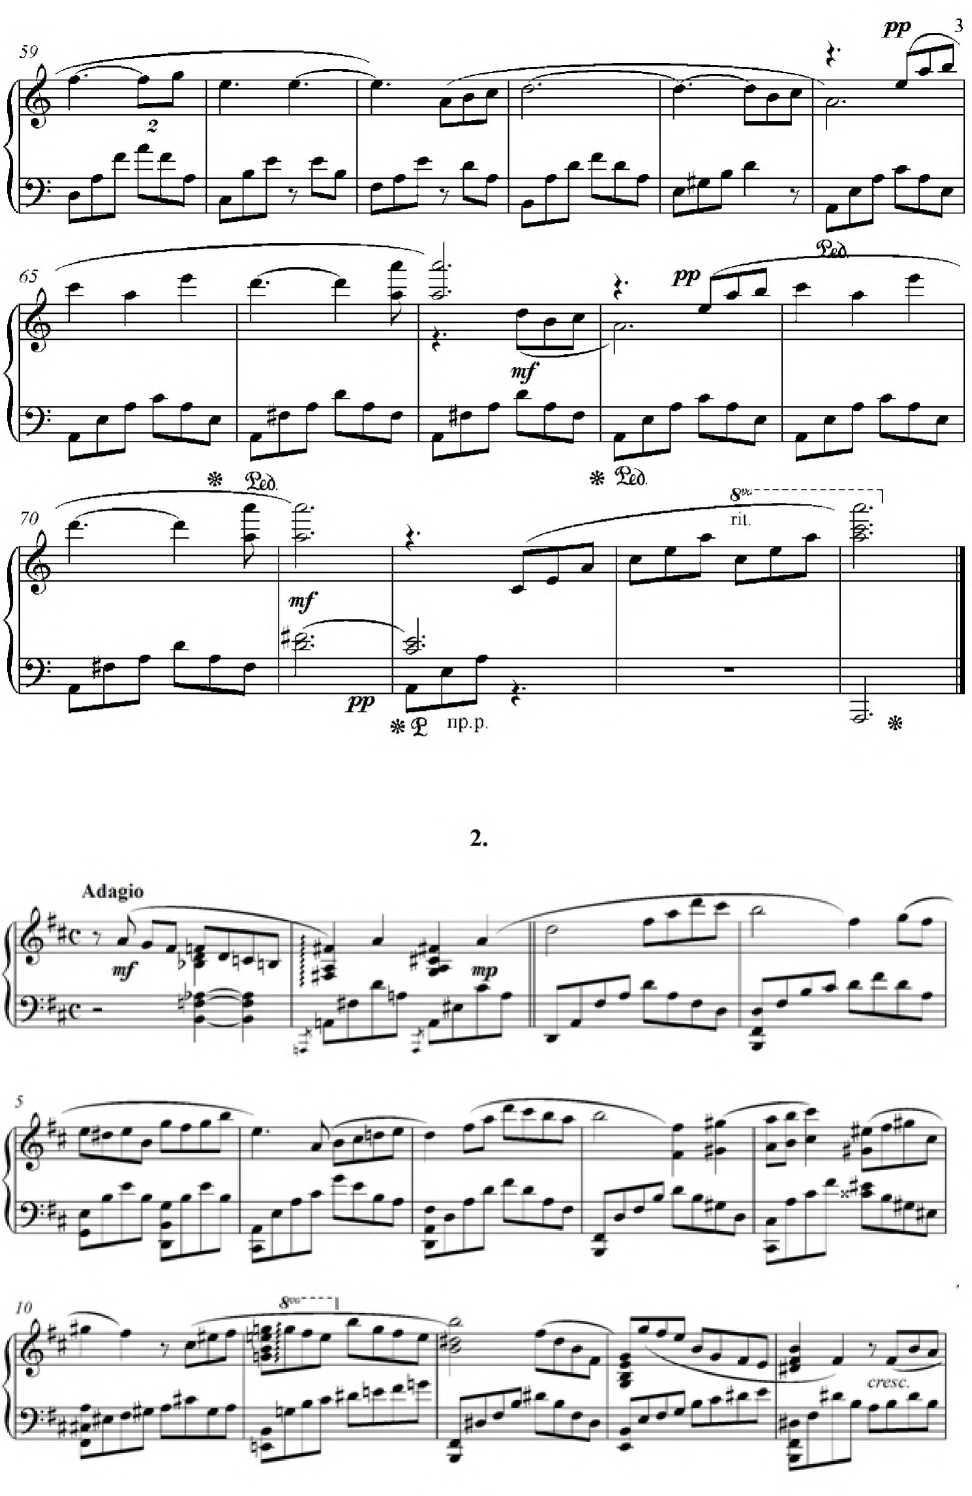 pp 3
59
2
Ped.
65
pp
mf
* Ped. * Ped.
70
8va
rit.
mf
pp
* P пр.р. *
2.
Adagio
mf mp
5
10
8va
cresc.